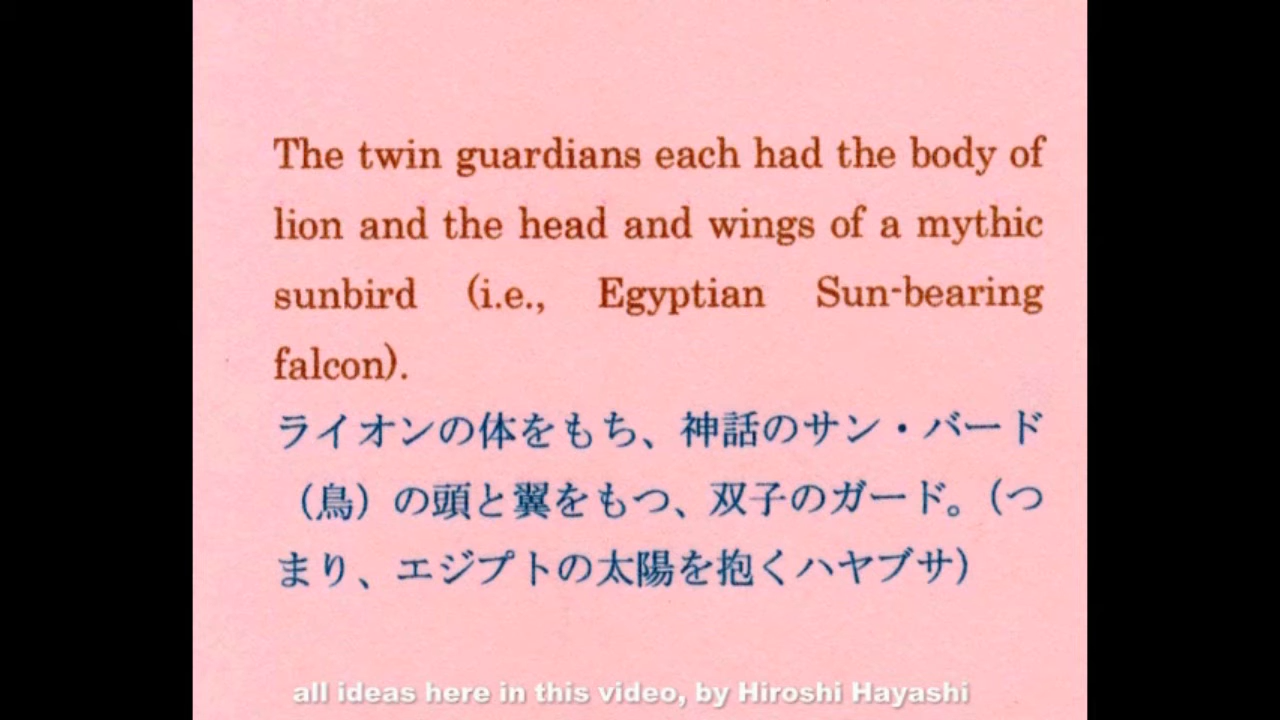 The twin guardians each had the body of
lion and the head and wings of a mythic
sunbird (i.e., Egyptian Sun-bearing
falcon).
ライオンの体をもち、神話のサン・バード
（鳥）の頭と翼をもつ、双子のガード。（つ
まり、エジプトの太陽を抱くハヤブサ）
all ideas here in this video, by Hiroshi Hayashi